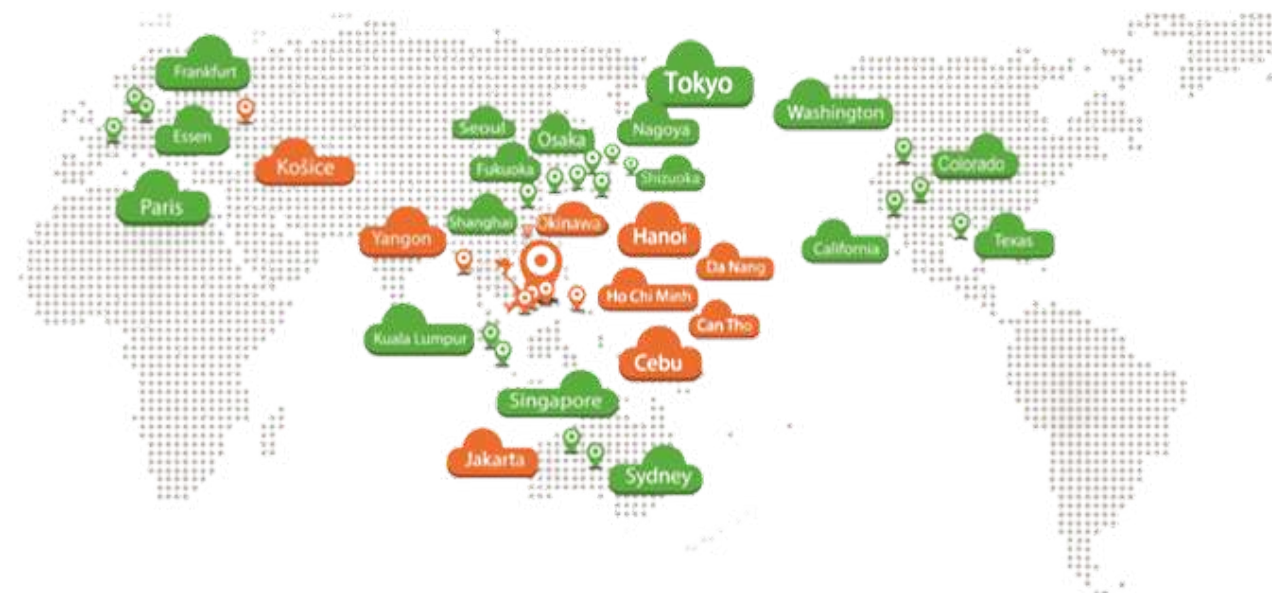 Frankfurt
Tokyo
Washington
Essen
Seoul
Osaka
Nagoya
Košice
Fukuoka
Shizuoka
Colorado
Paris
Shanghai
Okinawa
Yangon
Hanoi
California
Texas
Da Nang
Ho Chi Minh
Can Tho
Kuala Lumpur
Cebu
Singapore
Jakarta
Sydney